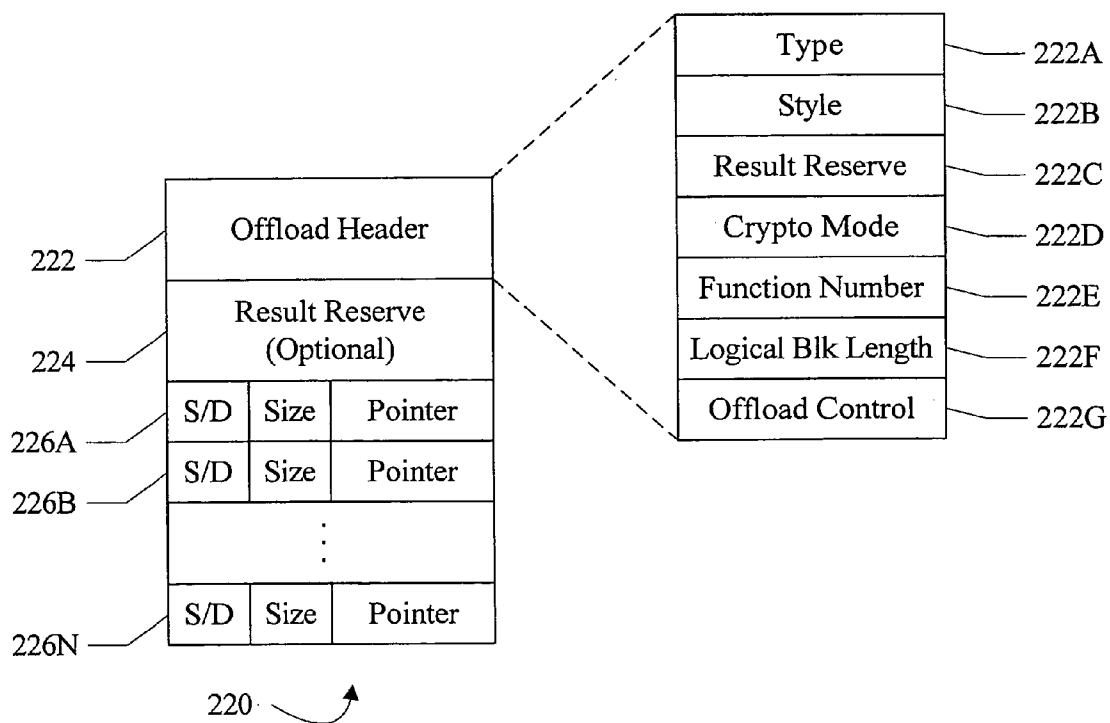 Type
222A
Style
222B
Result Reserve
222C
Crypto Mode
222D
Function Number
222E
Logical Blk Length
222F
Offload Control
222G
Offload Header
222
Result Reserve
(Optional)
224
S/D Size Pointer
226A
S/D Size Pointer
226B
S/D Size Pointer
226N
220